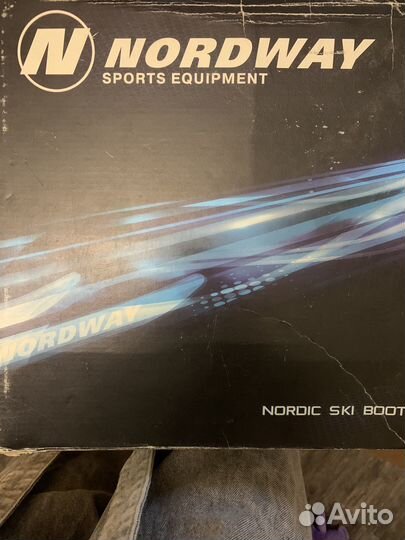 N NORDWAY
SPORTS EQUIPMENT
NORDWAY
NORDIC SKI BOOT
Avito